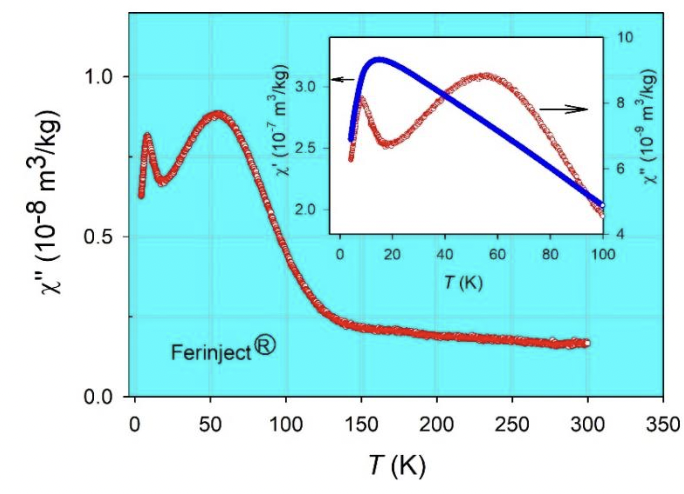 χ" (10⁻⁸ m³/kg)
1.0
0.5
0.0
0 50 100 150 200 250 300 350
T (K)
Ferinject®
χ' (10⁻⁷ m³/kg)
3.0
2.5
2.0
0 20 40 60 80 100
T (K)
10
8
6
4
χ" (10⁻⁹ m³/kg)